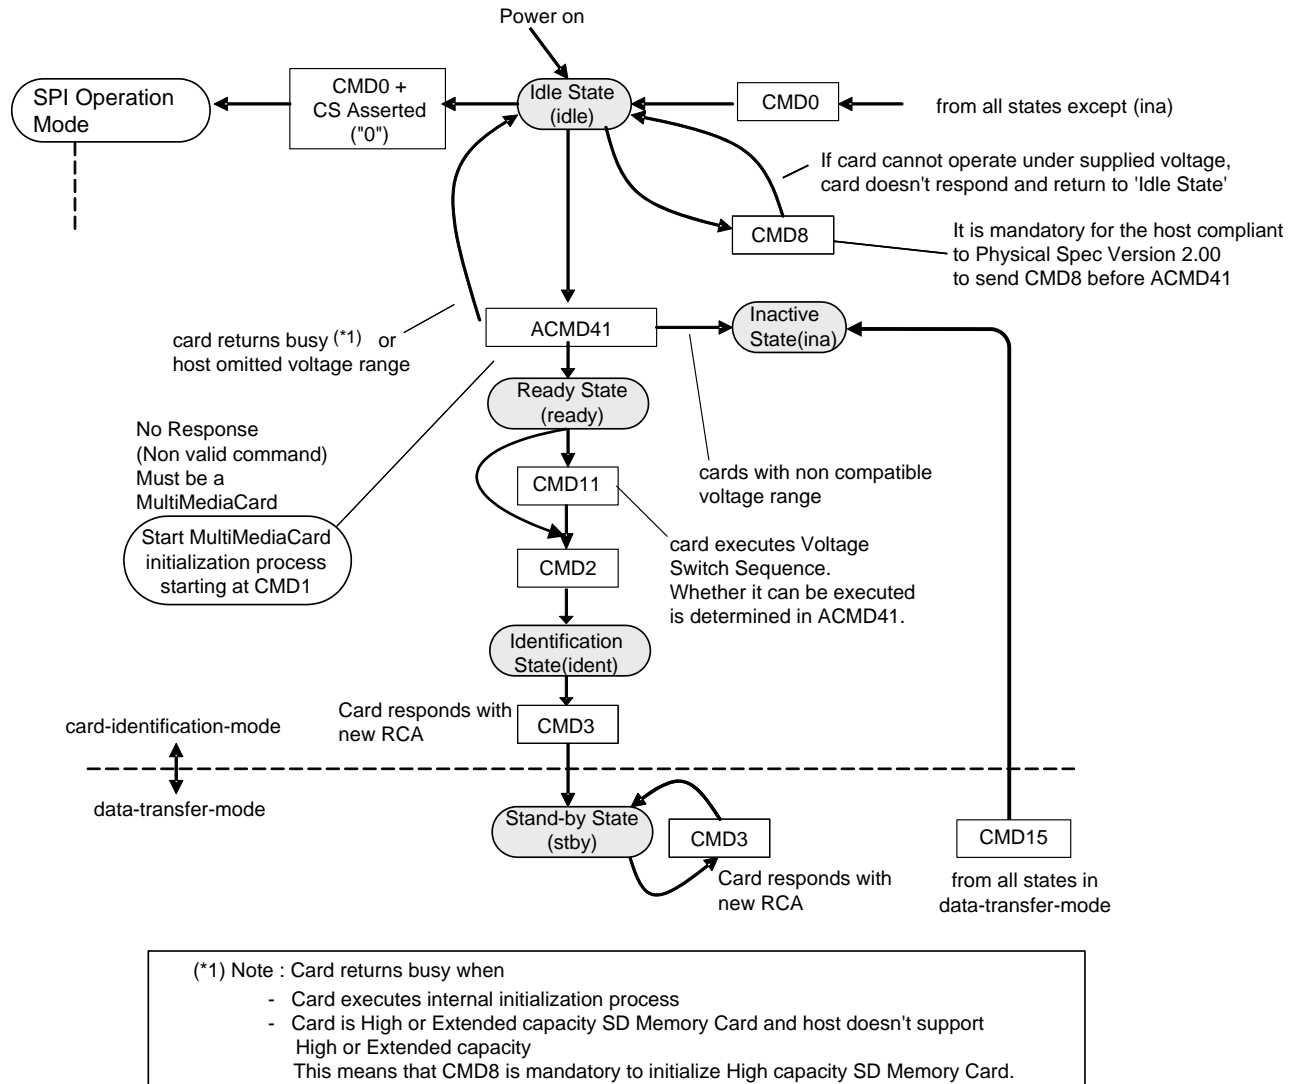 Power on
SPI Operation
Mode
CMD0 +
CS Asserted
("0")
Idle State
(idle)
CMD0
from all states except (ina)
If card cannot operate under supplied voltage,
card doesn't respond and return to 'Idle State'
CMD8
It is mandatory for the host compliant
to Physical Spec Version 2.00
to send CMD8 before ACMD41
card returns busy (*1) or
host omitted voltage range
ACMD41
Inactive
State(ina)
Ready State
(ready)
No Response
(Non valid command)
Must be a
MultiMediaCard
Start MultiMediaCard
initialization process
starting at CMD1
cards with non compatible
voltage range
CMD11
card executes Voltage
Switch Sequence.
Whether it can be executed
is determined in ACMD41.
CMD2
Identification
State(ident)
Card responds with
new RCA
CMD3
card-identification-mode
data-transfer-mode
Stand-by State
(stby)
CMD3
Card responds with
new RCA
CMD15
from all states in
data-transfer-mode
(*1) Note : Card returns busy when
- Card executes internal initialization process
- Card is High or Extended capacity SD Memory Card and host doesn't support
High or Extended capacity
This means that CMD8 is mandatory to initialize High capacity SD Memory Card.